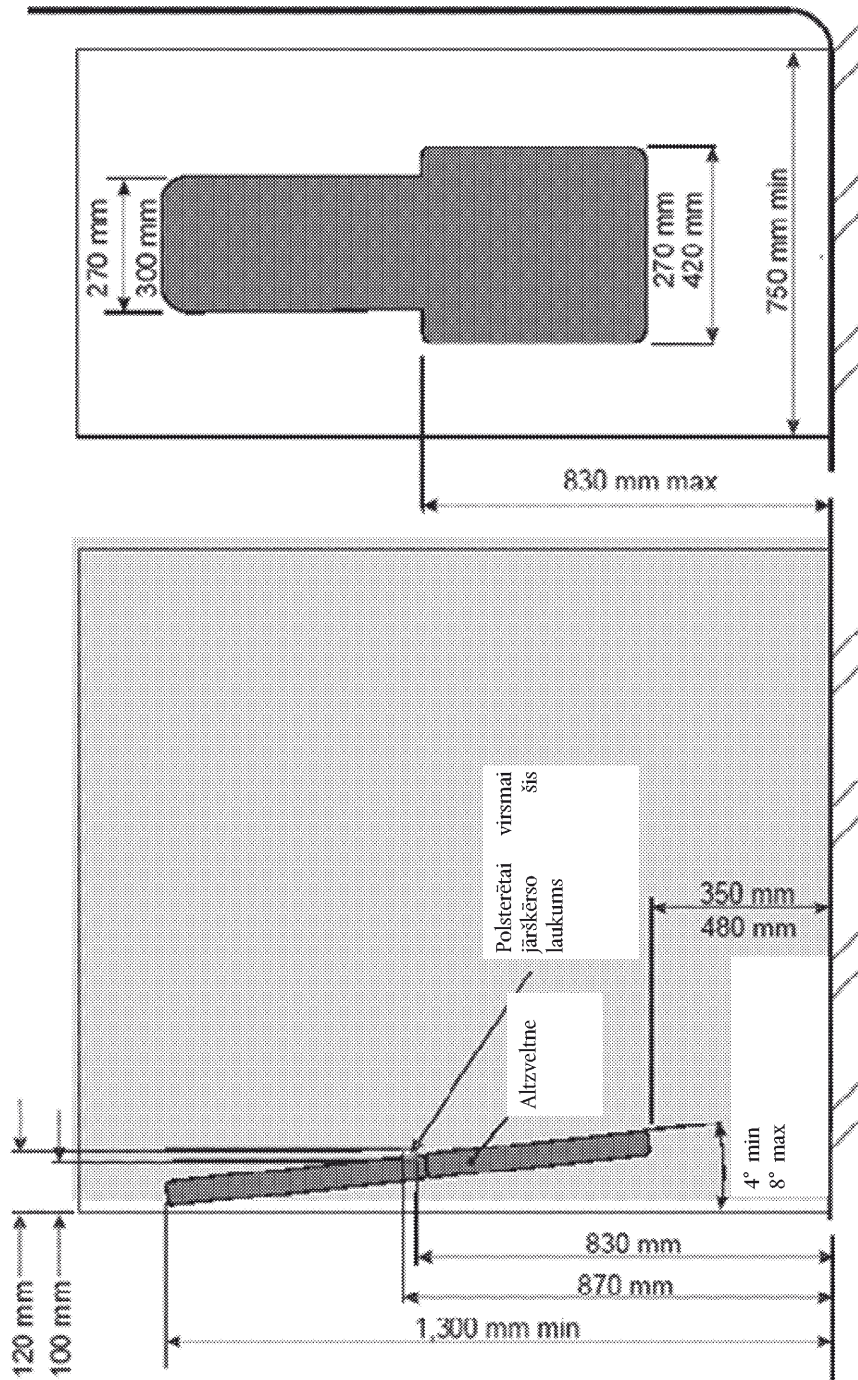 270 mm
300 mm
270 mm
420 mm
750 mm min
830 mm max
120 mm
100 mm
Polsterētai virsmai
jārškērso šis
laukums
Altzveltne
350 mm
480 mm
4° min
8° max
830 mm
870 mm
1,300 mm min